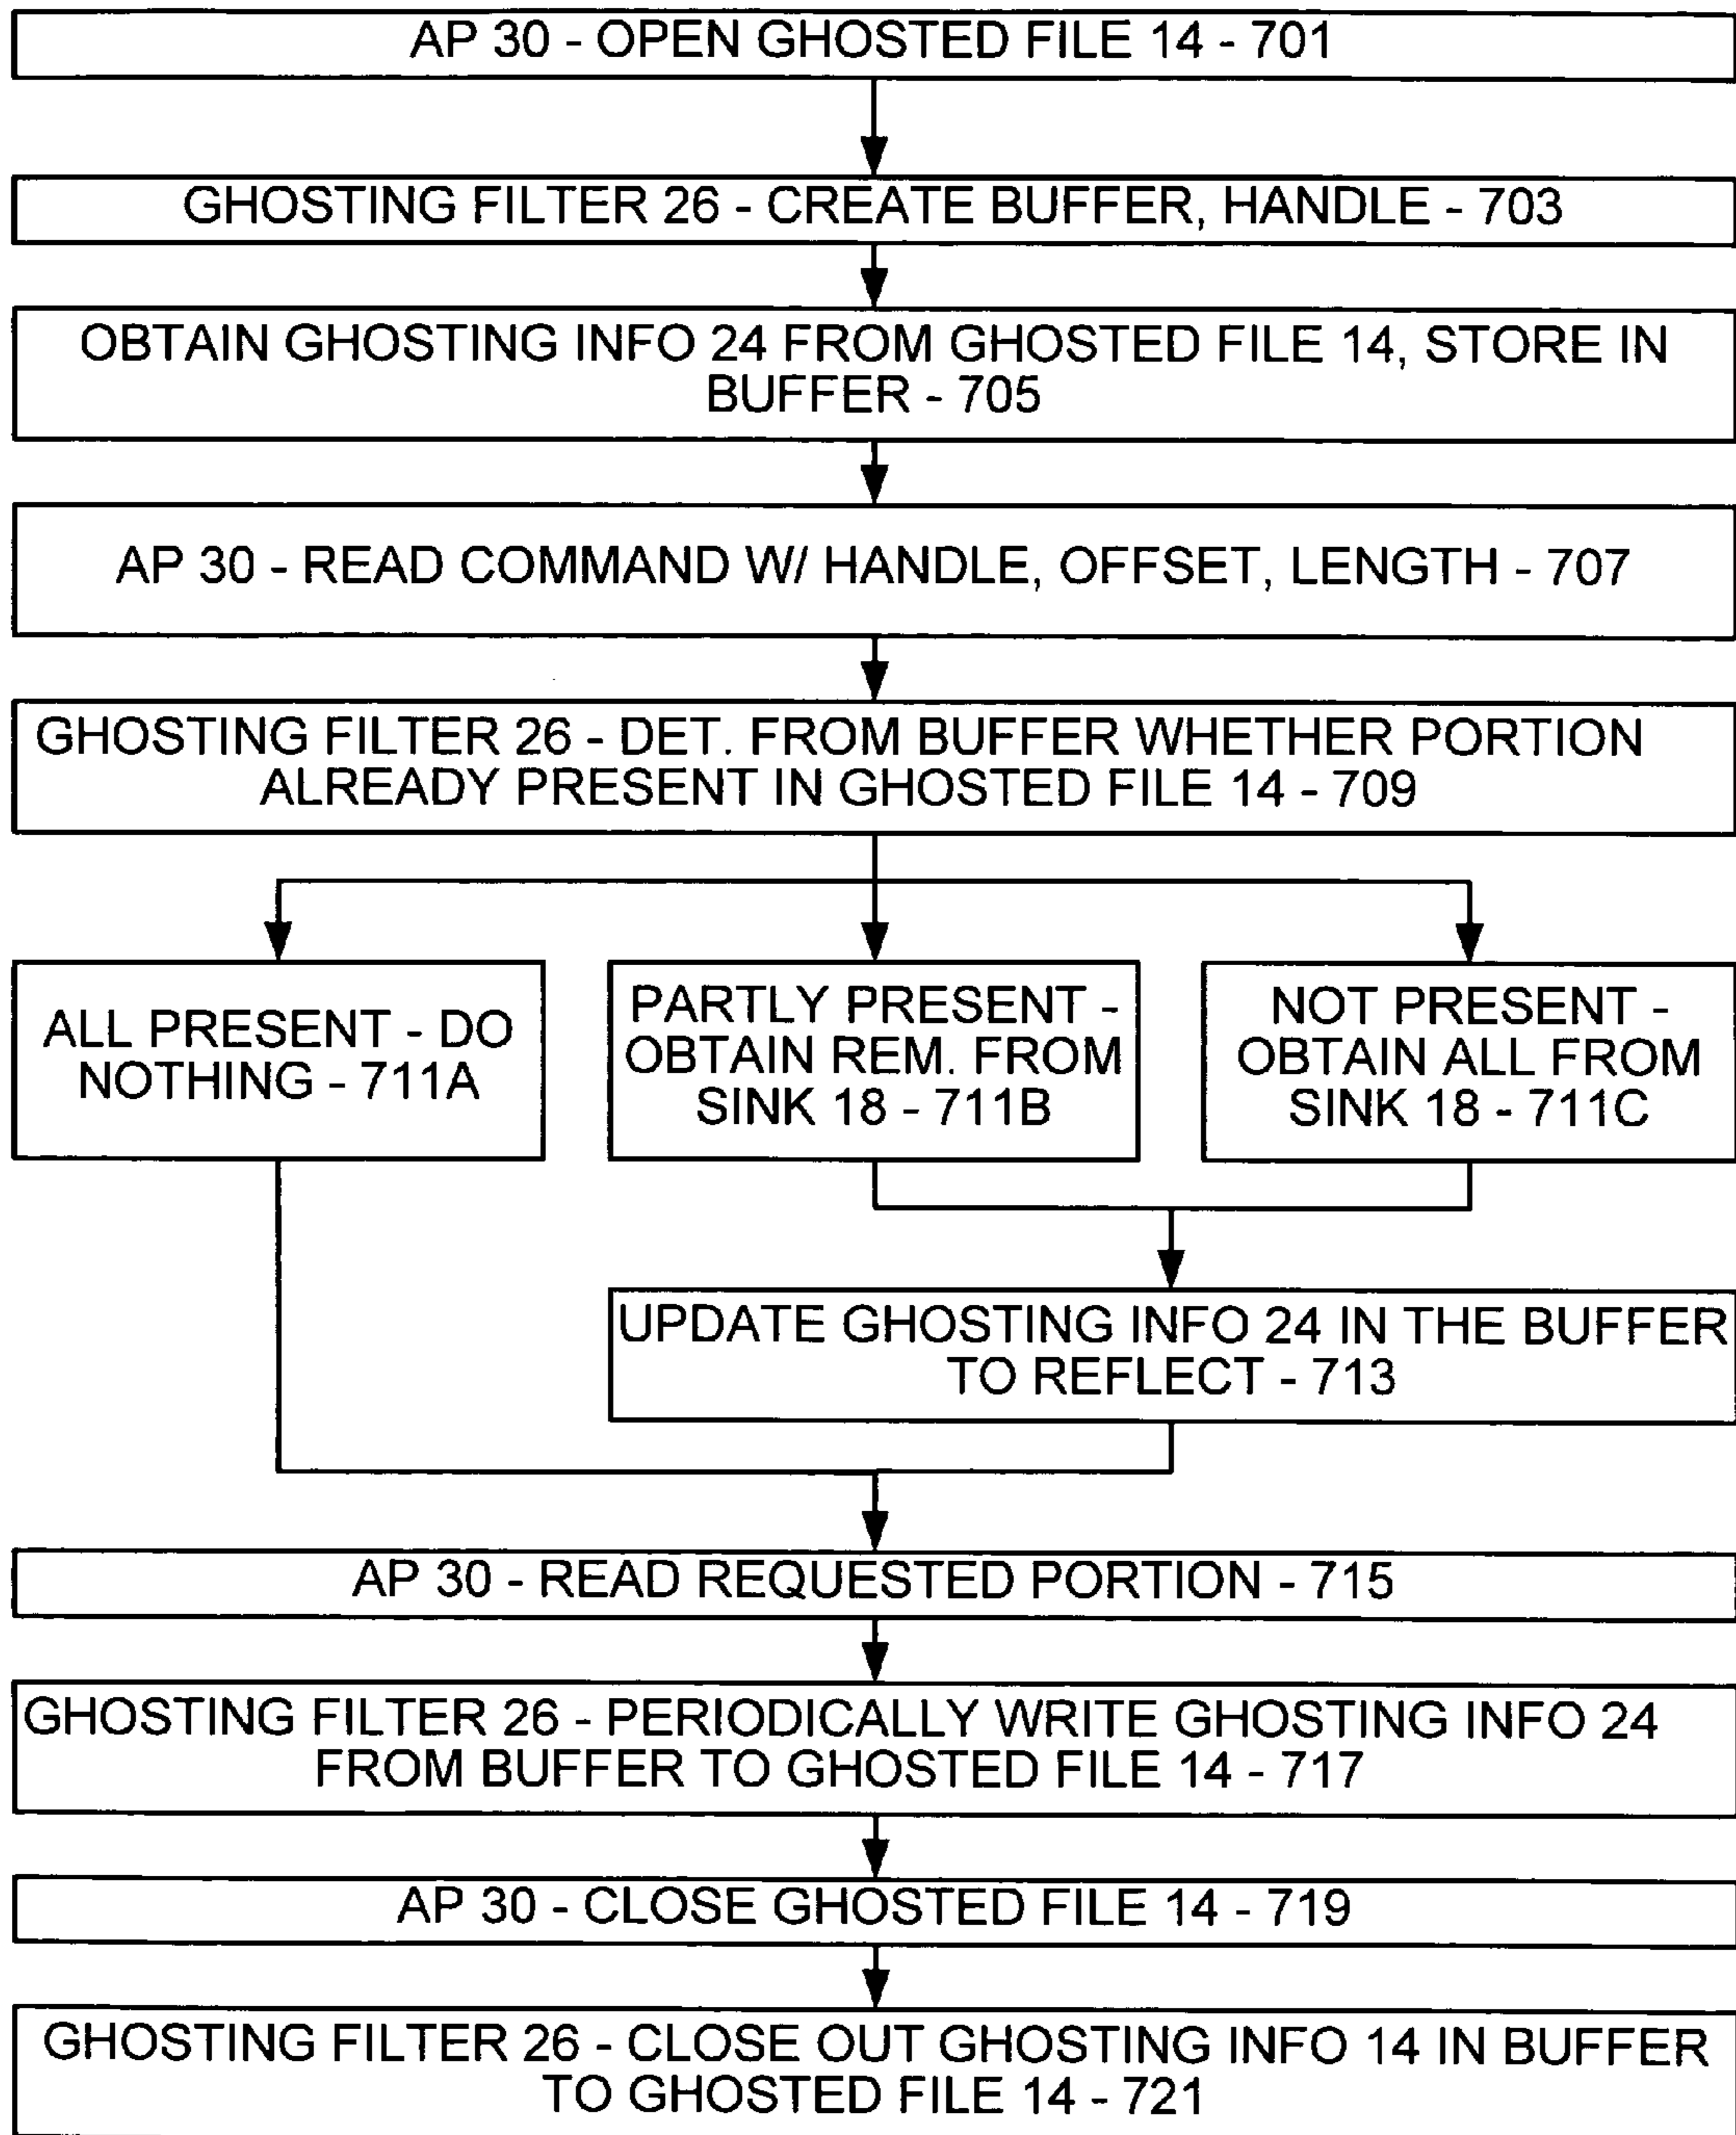 AP 30 - OPEN GHOSTED FILE 14 - 701
GHOSTING FILTER 26 - CREATE BUFFER, HANDLE - 703
OBTAIN GHOSTING INFO 24 FROM GHOSTED FILE 14, STORE IN
BUFFER - 705
AP 30 - READ COMMAND W/ HANDLE, OFFSET, LENGTH - 707
GHOSTING FILTER 26 - DET. FROM BUFFER WHETHER PORTION
ALREADY PRESENT IN GHOSTED FILE 14 - 709
ALL PRESENT - DO
NOTHING - 711A
PARTLY PRESENT -
OBTAIN REM. FROM
SINK 18 - 711B
NOT PRESENT -
OBTAIN ALL FROM
SINK 18 - 711C
UPDATE GHOSTING INFO 24 IN THE BUFFER
TO REFLECT - 713
AP 30 - READ REQUESTED PORTION - 715
GHOSTING FILTER 26 - PERIODICALLY WRITE GHOSTING INFO 24
FROM BUFFER TO GHOSTED FILE 14 - 717
AP 30 - CLOSE GHOSTED FILE 14 - 719
GHOSTING FILTER 26 - CLOSE OUT GHOSTING INFO 14 IN BUFFER
TO GHOSTED FILE 14 - 721